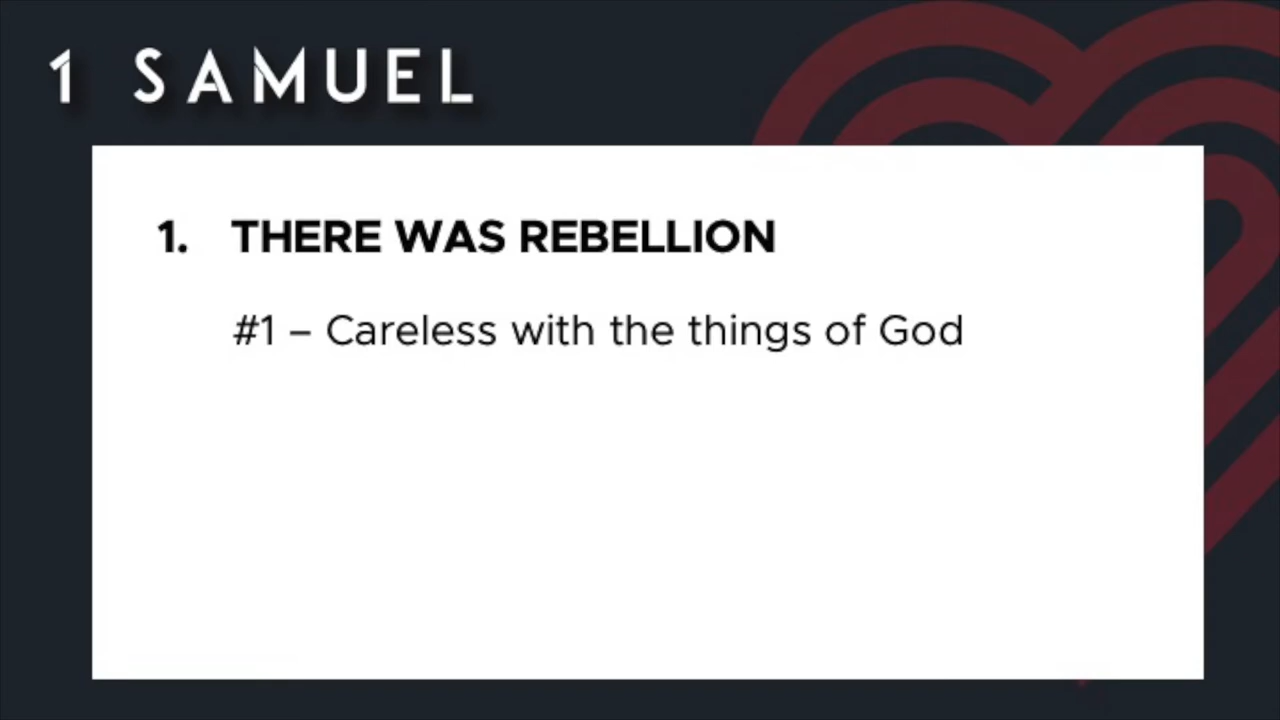 1 SAMUEL
1. THERE WAS REBELLION
#1 – Careless with the things of God